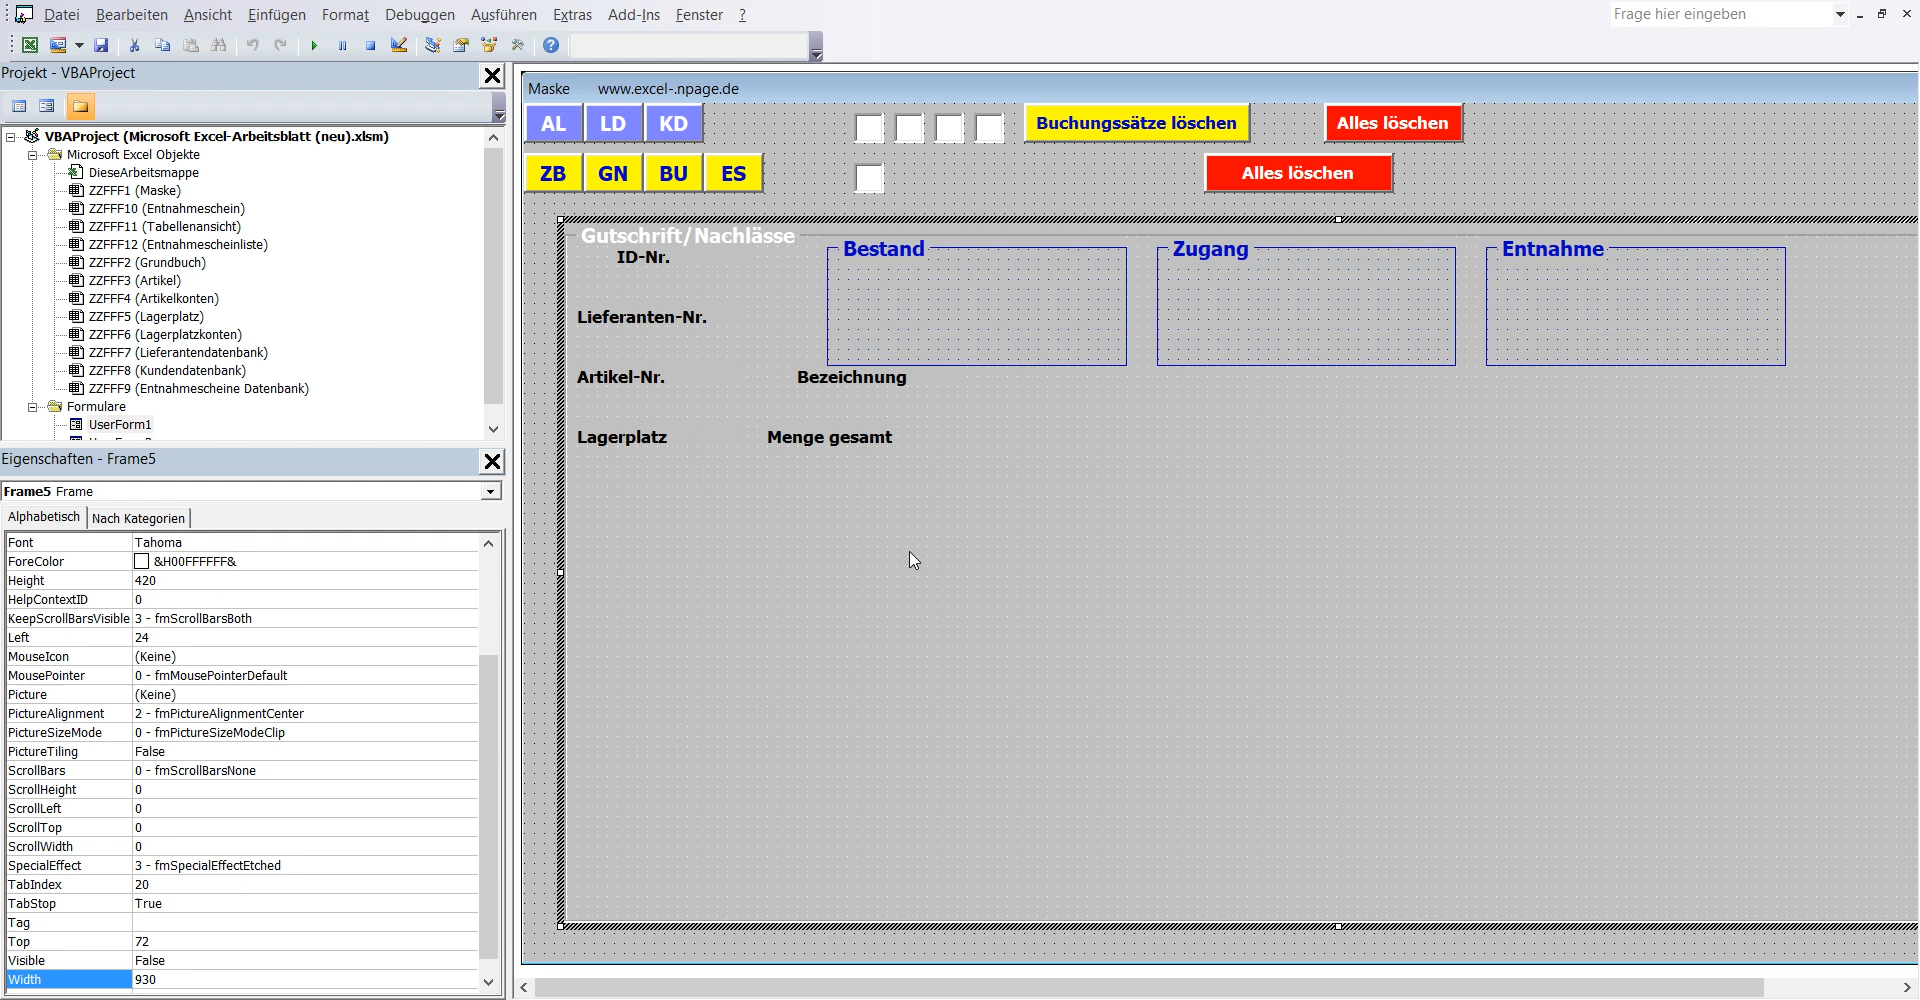 Datei Bearbeiten Ansicht Einfügen Format Debuggen Ausführen Extras Add-Ins Fenster ?
Frage hier eingeben
Projekt - VBAProject
VBAProject (Microsoft Excel-Arbeitsblatt (neu).xlsm)
Microsoft Excel Objekte
DieseArbeitsmappe
ZZFFF1 (Maske)
ZZFFF10 (Entnahmeschein)
ZZFFF11 (Tabellenansicht)
ZZFFF12 (Entnahmescheinliste)
ZZFFF2 (Grundbuch)
ZZFFF3 (Artikel)
ZZFFF4 (Artikelkonten)
ZZFFF5 (Lagerplatz)
ZZFFF6 (Lagerplatzkonten)
ZZFFF7 (Lieferantendatenbank)
ZZFFF8 (Kundendatenbank)
ZZFFF9 (Entnahmescheine Datenbank)
Formulare
UserForm1
Eigenschaften - Frame5
Frame5 Frame
Alphabetisch Nach Kategorien
Font Tahoma
ForeColor &H00FFFFFF&
Height 420
HelpContextID 0
KeepScrollBarsVisible 3 - fmScrollBarsBoth
Left 24
MouseIcon (Keine)
MousePointer 0 - fmMousePointerDefault
Picture (Keine)
PictureAlignment 2 - fmPictureAlignmentCenter
PictureSizeMode 0 - fmPictureSizeModeClip
PictureTiling False
ScrollBars 0 - fmScrollBarsNone
ScrollHeight 0
ScrollLeft 0
ScrollTop 0
ScrollWidth 0
SpecialEffect 3 - fmSpecialEffectEtched
TabIndex 20
TabStop True
Tag
Top 72
Visible False
Width 930
Maske www.excel-.npage.de
AL LD KD Buchungssätze löschen Alles löschen
ZB GN BU ES Alles löschen
Gutschrift/Nachlässe
Bestand Zugang Entnahme
ID-Nr.
Lieferanten-Nr.
Artikel-Nr. Bezeichnung
Lagerplatz Menge gesamt